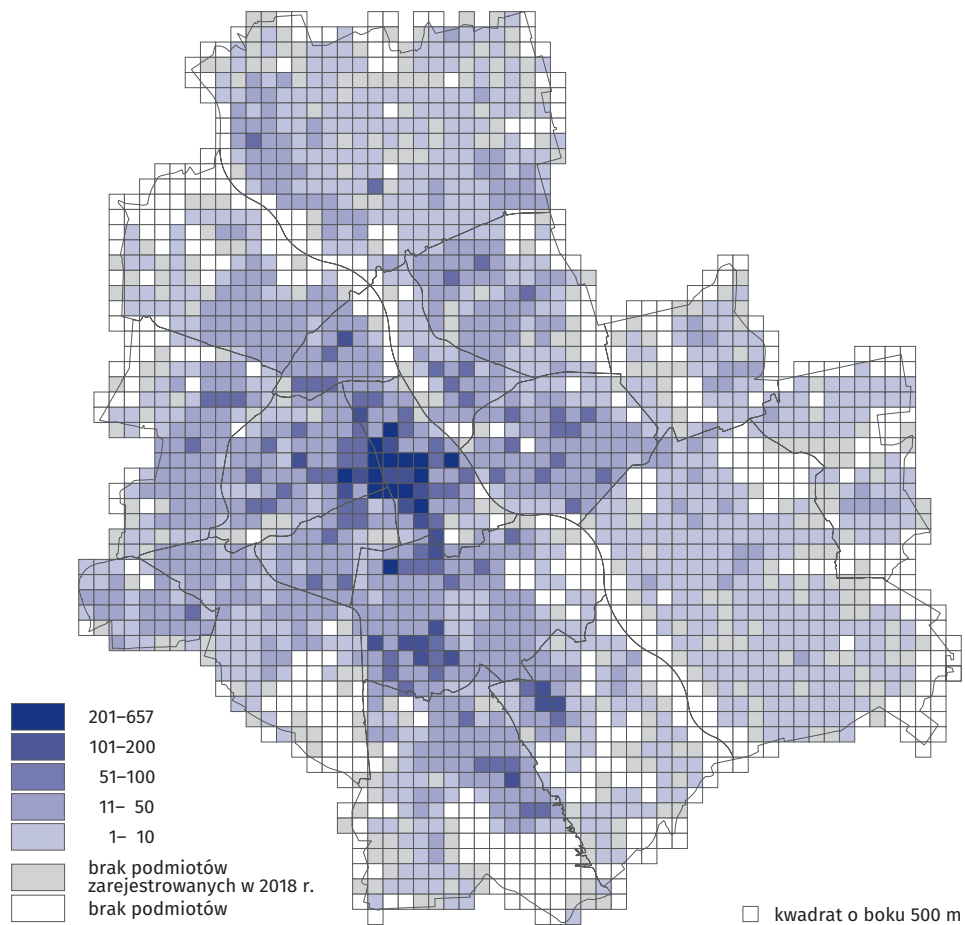 201–657
101–200
51–100
11– 50
1– 10
brak podmiotów
zarejestrowanych w 2018 r.
brak podmiotów
kwadrat o boku 500 m